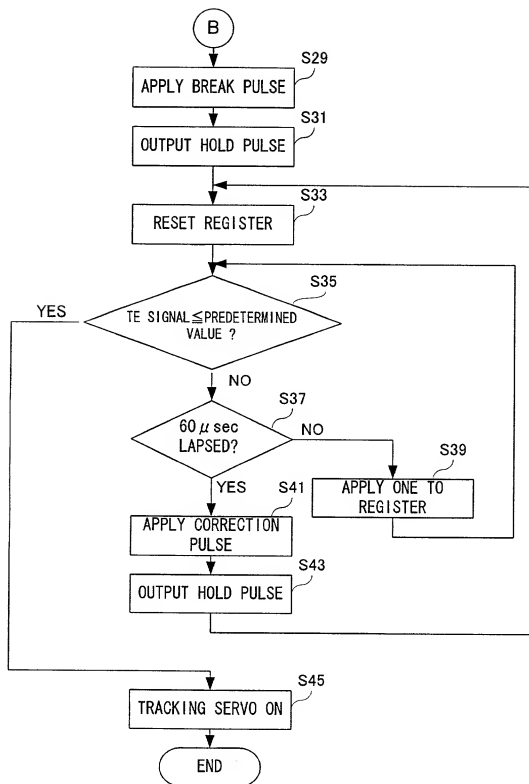 B
S29
APPLY BREAK PULSE
S31
OUTPUT HOLD PULSE
S33
RESET REGISTER
S35
TE SIGNAL≦PREDETERMINED
VALUE ?
YES
NO
S37
60 μ sec
LAPSED?
NO
YES
S39
APPLY ONE TO
REGISTER
S41
APPLY CORRECTION
PULSE
S43
OUTPUT HOLD PULSE
S45
TRACKING SERVO ON
END